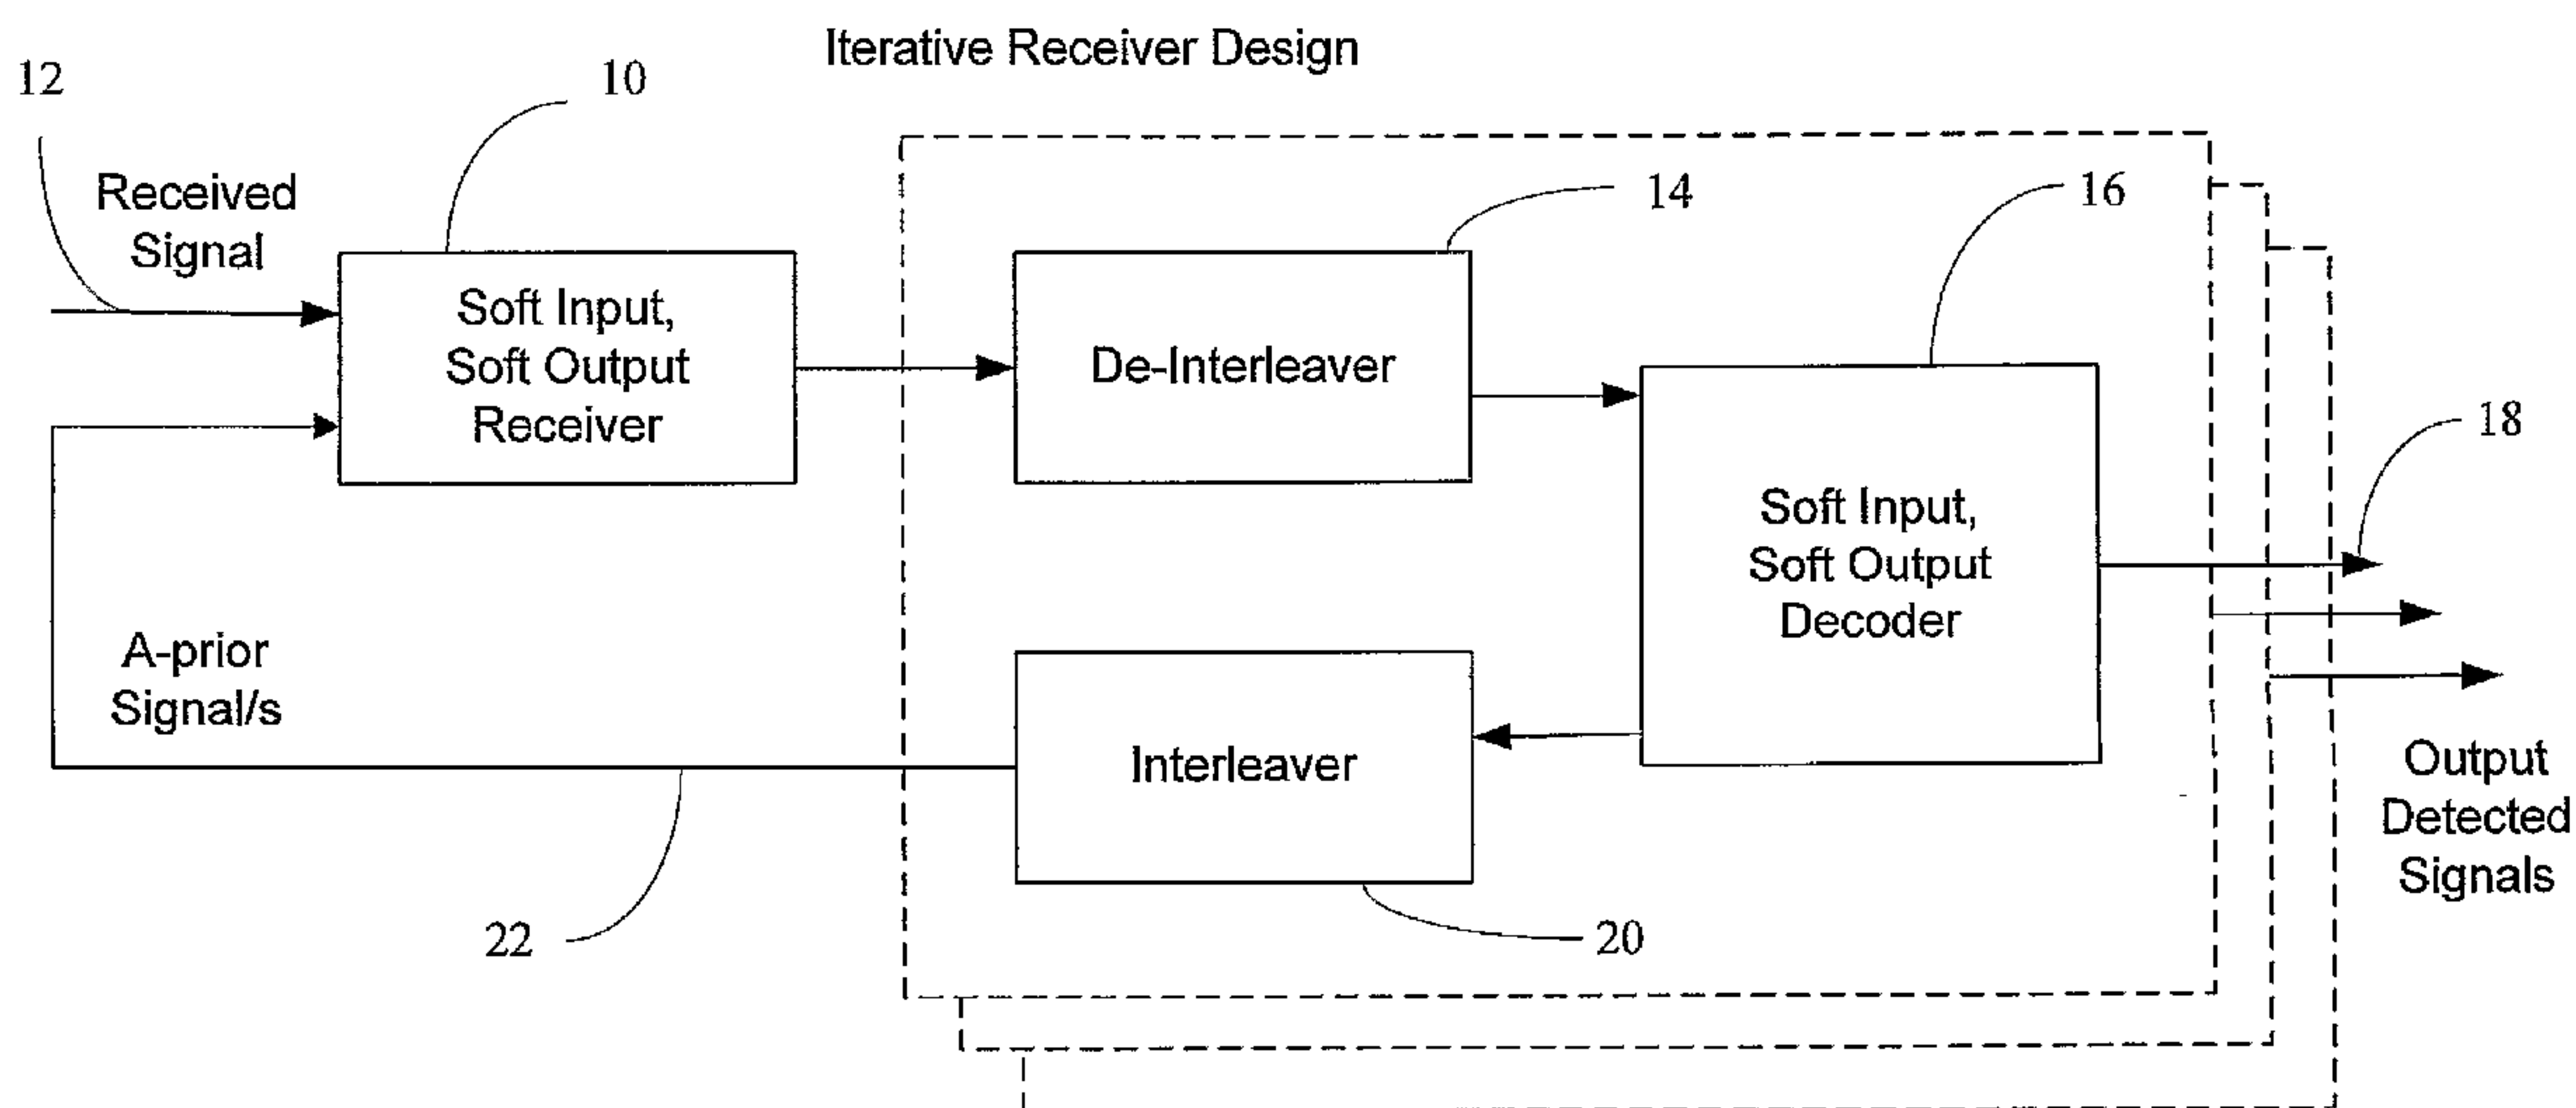 Iterative Receiver Design
12
10
Received
Signal
14
16
Soft Input,
Soft Output
Receiver
De-Interleaver
18
Soft Input,
Soft Output
Decoder
A-prior
Signal/s
Interleaver
Output
Detected
Signals
22
20